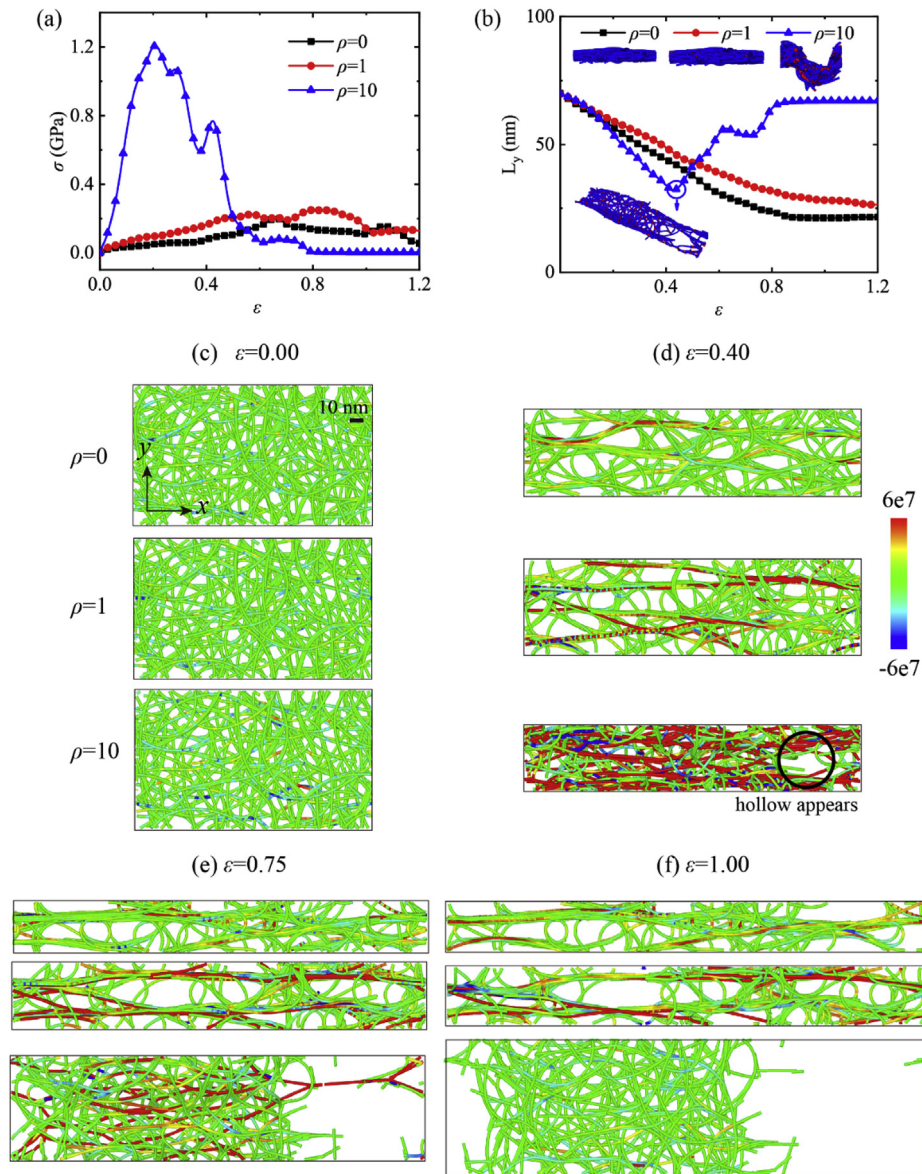 (a)
1.2
0.8
0.4
0.0
σ (GPa)
ρ=0
ρ=1
ρ=10
0.0 0.4 0.8 1.2
ε
(b)
100
50
0
L_y (nm)
ρ=0 ρ=1 ρ=10
0.0 0.4 0.8 1.2
ε
(c) ε=0.00
10 nm
ρ=0
y
x
ρ=1
ρ=10
(d) ε=0.40
6e7
-6e7
hollow appears
(e) ε=0.75
(f) ε=1.00